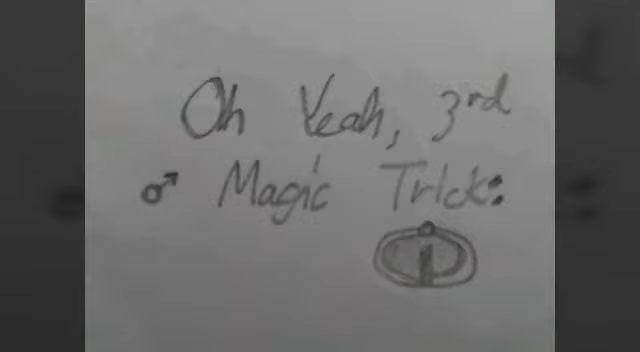 Oh Yeah, 3rd
♂ Magic Trick: